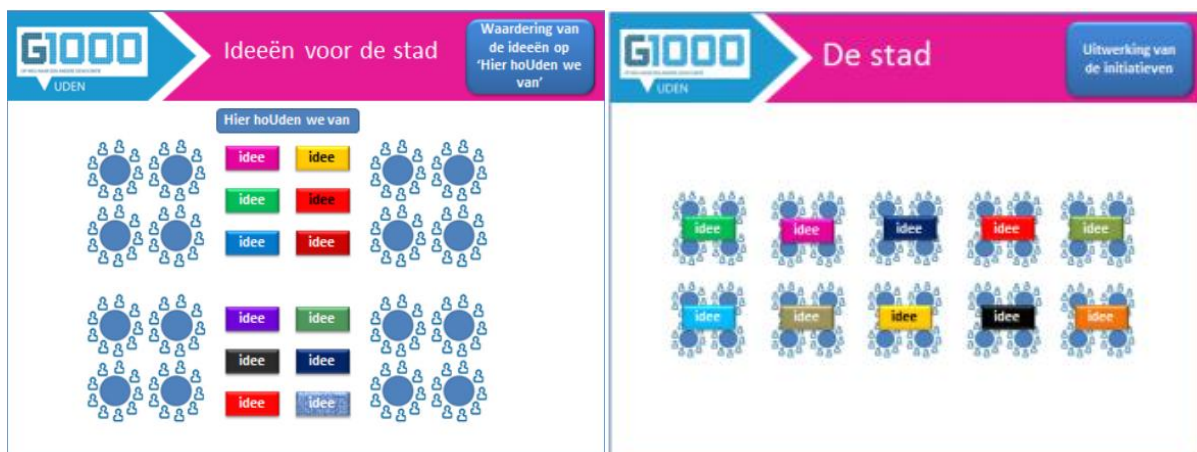 G1000
UDEN
Ideeën voor de stad
Waardering van
de ideeën op
'Hier hoUden we
van'
Hier hoUden we van
idee
idee
idee
idee
idee
idee
idee
idee
idee
idee
idee
idee
G1000
UDEN
De stad
Uitwerking van
de initiatieven
idee
idee
idee
idee
idee
idee
idee
idee
idee
idee